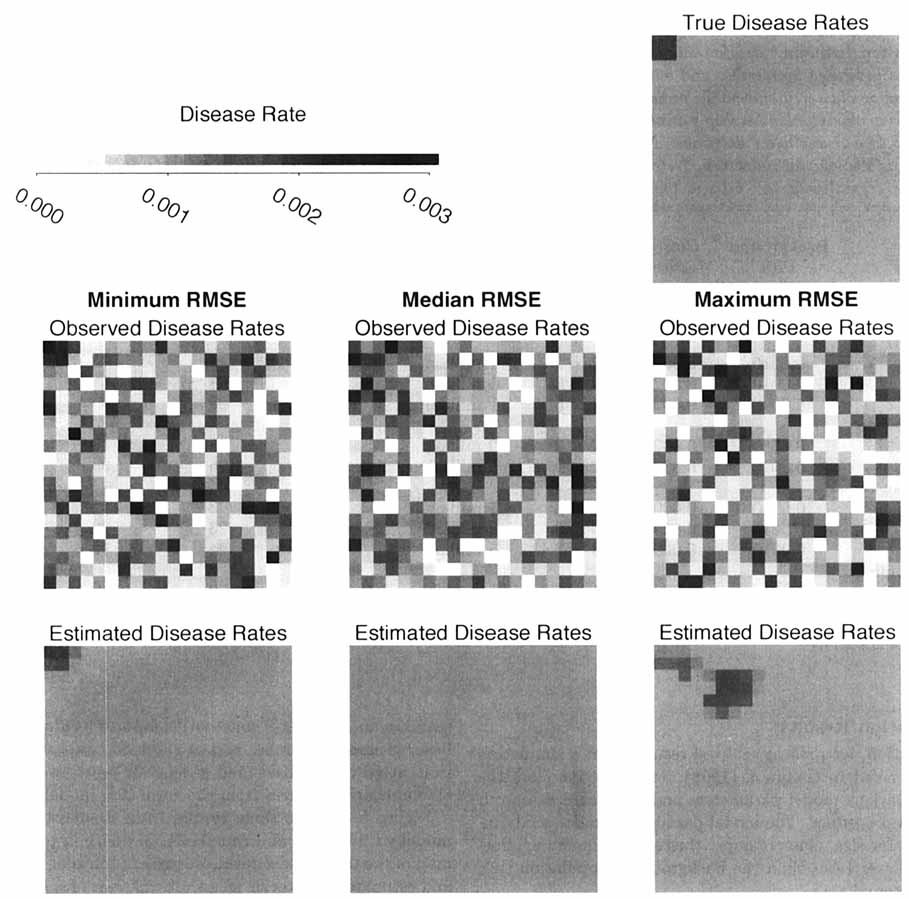 True Disease Rates
Disease Rate
0.000
0.001
0.002
0.003
Minimum RMSE
Median RMSE
Maximum RMSE
Observed Disease Rates
Observed Disease Rates
Observed Disease Rates
Estimated Disease Rates
Estimated Disease Rates
Estimated Disease Rates